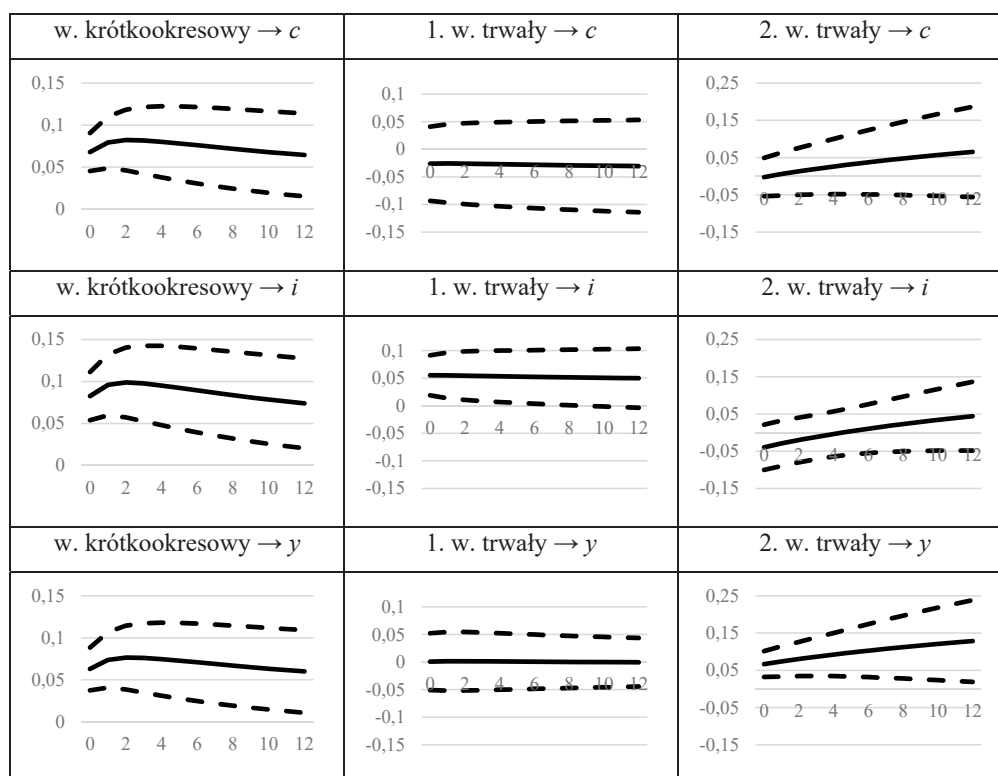 w. krótkookresowy → c
1. w. trwały → c
2. w. trwały → c
0,15
0,1
0,05
0
0 2 4 6 8 10 12
0,1
0,05
0
-0,05
-0,1
-0,15
0 2 4 6 8 10 12
0,25
0,15
0,05
-0,05
-0,15
0 2 4 6 8 10 12
w. krótkookresowy → i
1. w. trwały → i
2. w. trwały → i
0,15
0,1
0,05
0
0 2 4 6 8 10 12
0,1
0,05
0
-0,05
-0,1
-0,15
0 2 4 6 8 10 12
0,25
0,15
0,05
-0,05
-0,15
0 2 4 6 8 10 12
w. krótkookresowy → y
1. w. trwały → y
2. w. trwały → y
0,15
0,1
0,05
0
0 2 4 6 8 10 12
0,1
0,05
0
-0,05
-0,1
-0,15
0 2 4 6 8 10 12
0,25
0,15
0,05
-0,05
-0,15
0 2 4 6 8 10 12